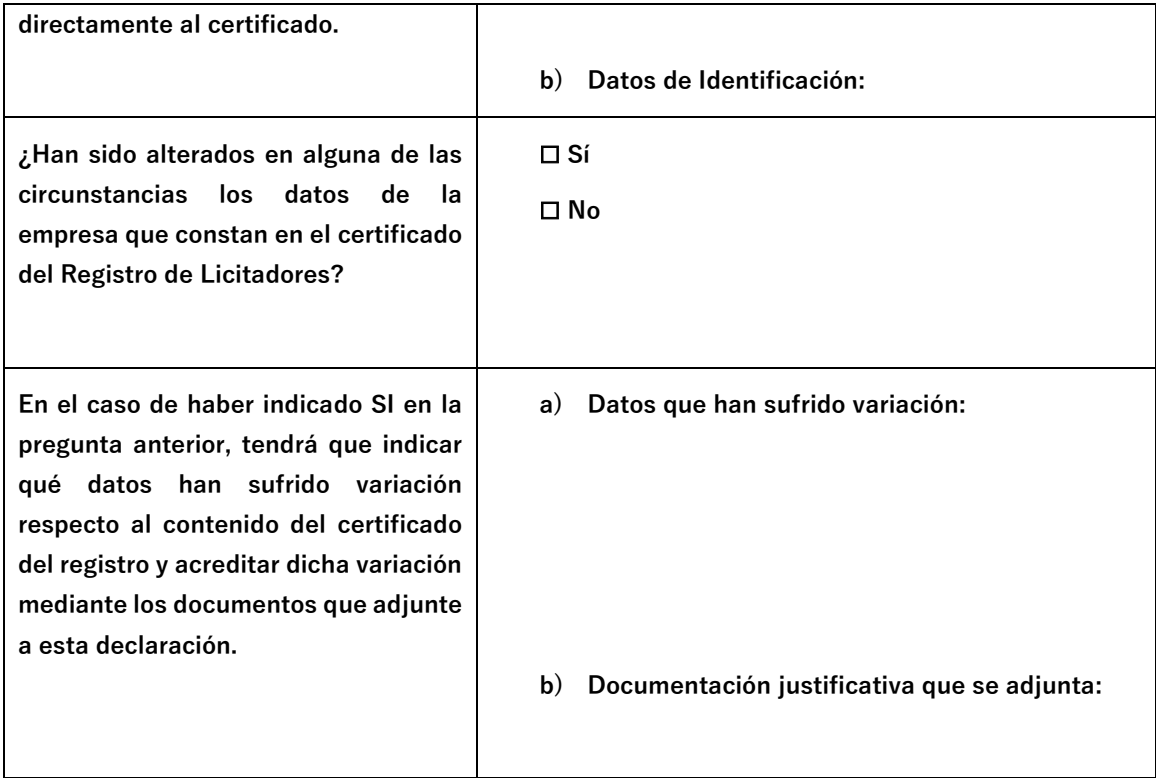 directamente al certificado.
b) Datos de Identificación:
¿Han sido alterados en alguna de las
circunstancias los datos de la
empresa que constan en el certificado
del Registro de Licitadores?
☐ Sí
☐ No
En el caso de haber indicado SI en la
pregunta anterior, tendrá que indicar
qué datos han sufrido variación
respecto al contenido del certificado
del registro y acreditar dicha variación
mediante los documentos que adjunte
a esta declaración.
a) Datos que han sufrido variación:
b) Documentación justificativa que se adjunta: